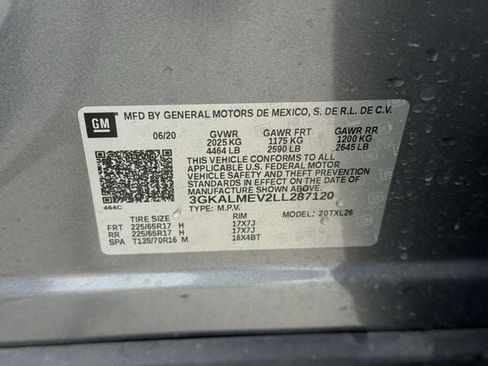 MFD BY GENERAL MOTORS DE MEXICO, S. DE R.L. DE C.V.
GM
06/20 GVWR GAWR FRT GAWR RR
2025 KG 1175 KG 1200 KG
4464 LB 2590 LB 2645 LB
THIS VEHICLE CONFORMS TO ALL
APPLICABLE U.S. FEDERAL MOTOR
VEHICLE SAFETY AND THEFT PREVENTION
STANDARDS IN EFFECT ON THE DATE OF
MANUFACTURE SHOWN ABOVE.
3GKALMEV2LL287120
464C TYPE: M.P.V. MODEL: 20TXL26
TIRE SIZE RIM
FRT 225/65R17 H 17X7J
RR 225/65R17 H 17X7J
SPA T135/70R16 M 16X4BT